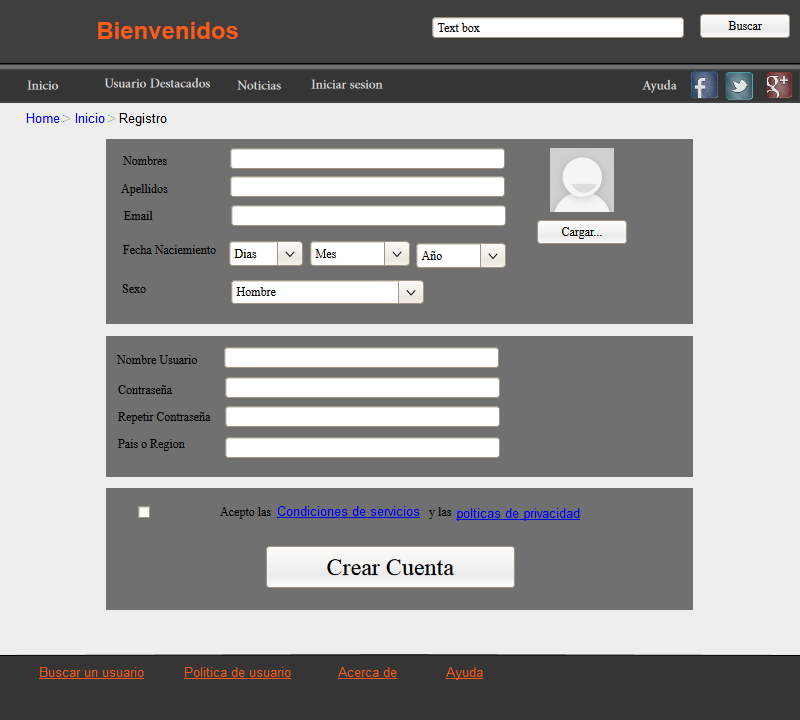 Bienvenidos
Text box
Buscar
Inicio
Usuario Destacados
Noticias
Iniciar sesion
Ayuda
f
g+
Home > Inicio > Registro
Nombres
Apellidos
Email
Cargar...
Fecha Naciemiento
Dias
Mes
Año
Sexo
Hombre
Nombre Usuario
Contraseña
Repetir Contraseña
Pais o Region
Acepto las Condiciones de servicios y las polticas de privacidad
Crear Cuenta
Buscar un usuario
Politica de usuario
Acerca de
Ayuda